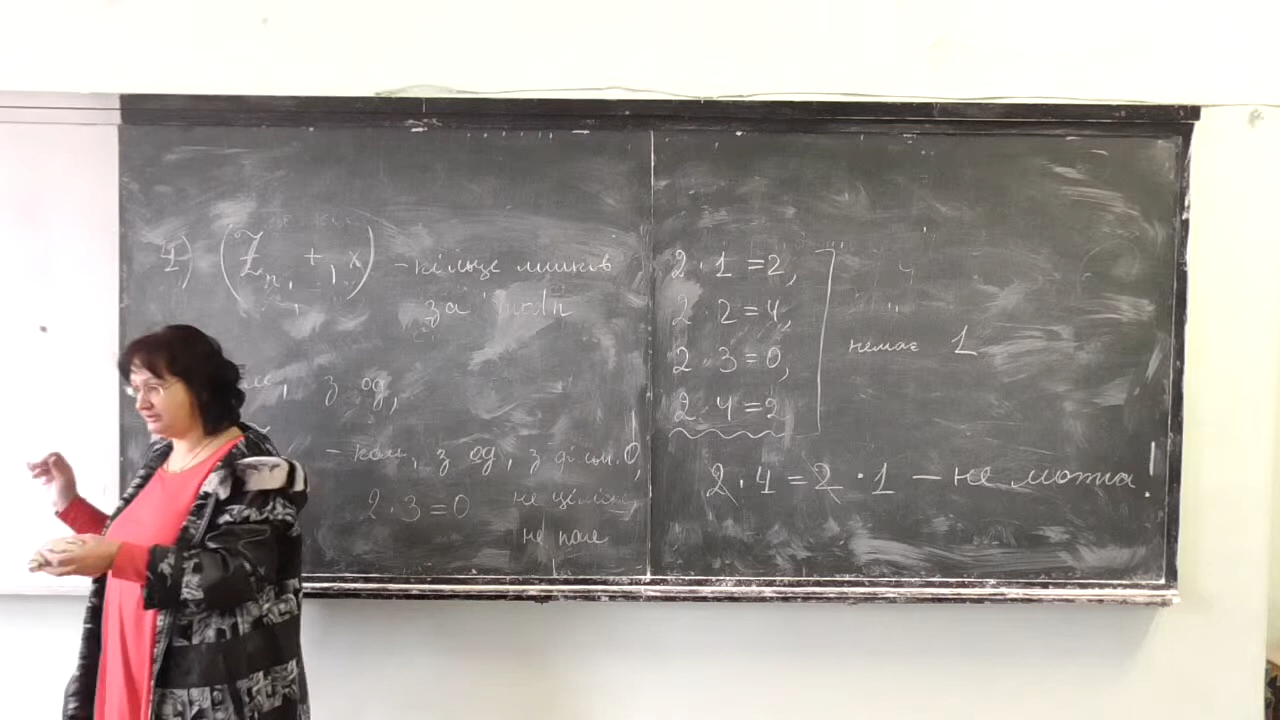 4) (Zn, +, ×) - кільце лишків
за mod n
з од,
- ком, з од, з дільн. 0,
2 · 3 = 0 не цілісне
не поле
2 · 1 = 2,
2 · 2 = 4,
2 · 3 = 0,
2 · 4 = 2
немає 1
2 · 4 = 2 · 1 - не можна!